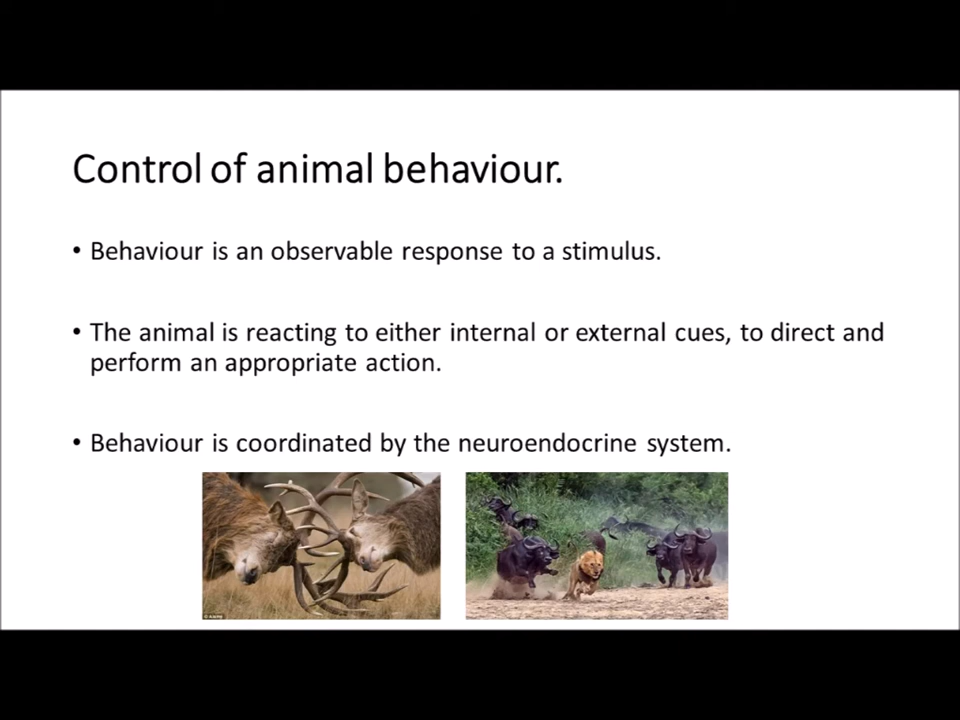 Control of animal behaviour.
• Behaviour is an observable response to a stimulus.
• The animal is reacting to either internal or external cues, to direct and
perform an appropriate action.
• Behaviour is coordinated by the neuroendocrine system.
© Alamy